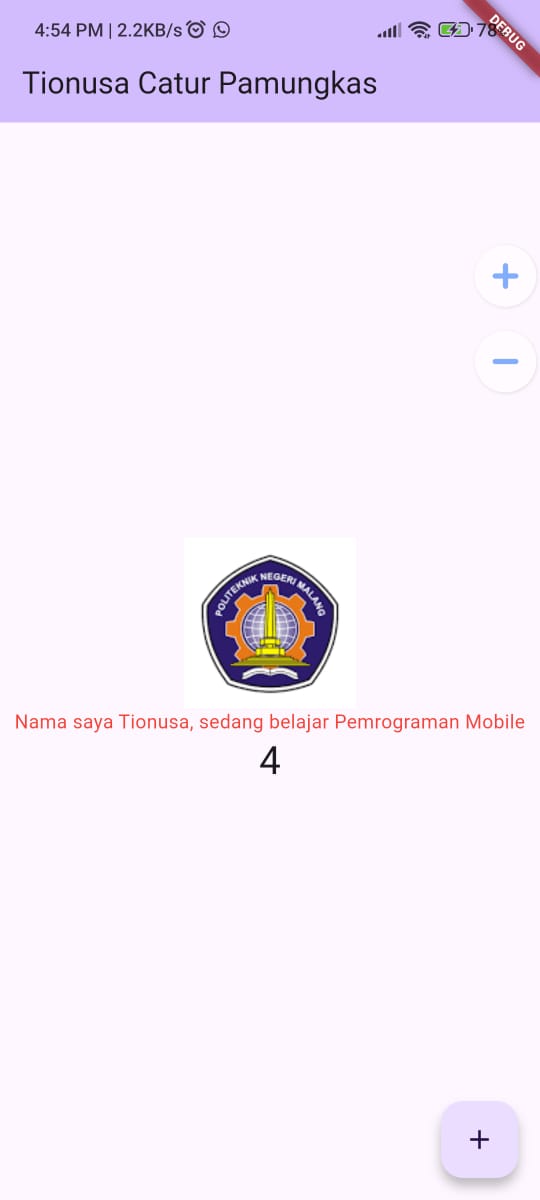 4:54 PM | 2.2KB/s
DEBUG
Tionusa Catur Pamungkas
POLITEKNIK NEGERI MALANG
Nama saya Tionusa, sedang belajar Pemrograman Mobile
4